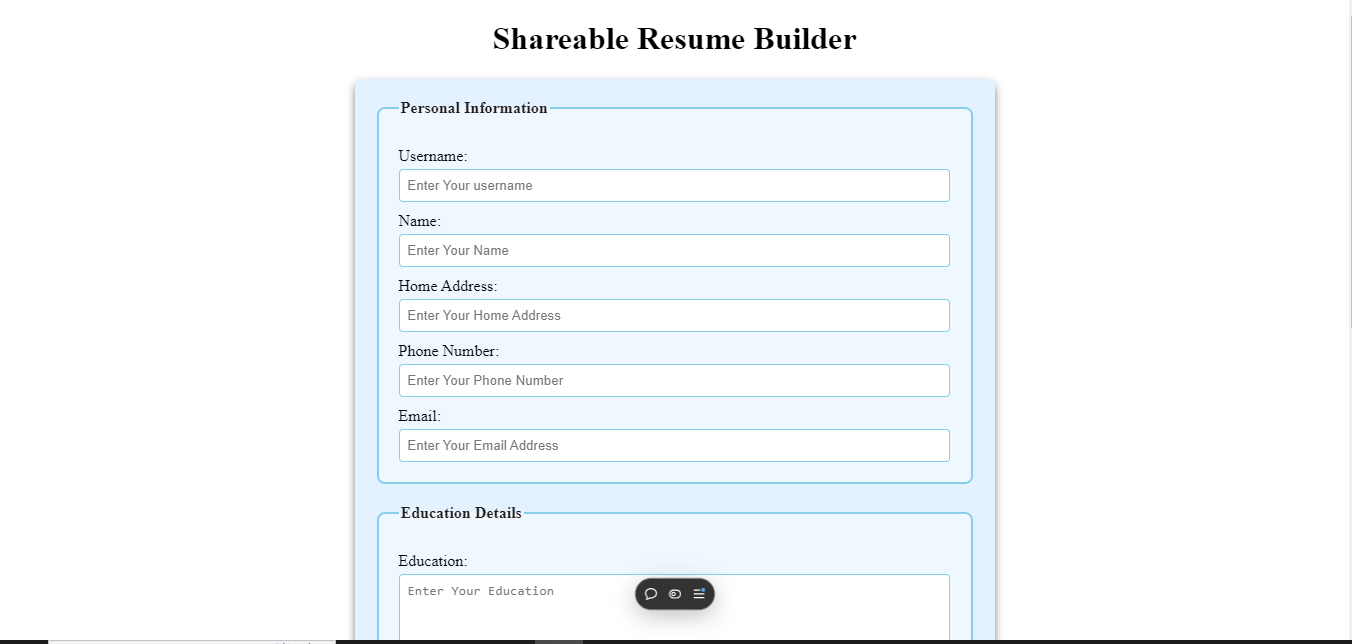 Shareable Resume Builder
Personal Information
Username:
Enter Your username
Name:
Enter Your Name
Home Address:
Enter Your Home Address
Phone Number:
Enter Your Phone Number
Email:
Enter Your Email Address
Education Details
Education:
Enter Your Education